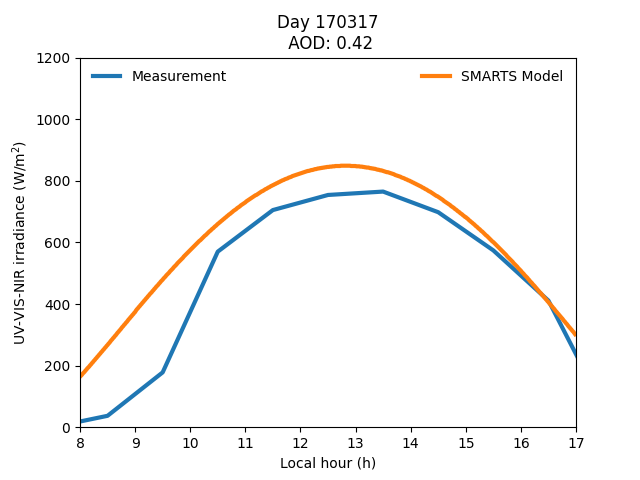 Day 170317
AOD: 0.42
Measurement
SMARTS Model
UV-VIS-NIR irradiance (W/m²)
1200
1000
800
600
400
200
0
8 9 10 11 12 13 14 15 16 17
Local hour (h)